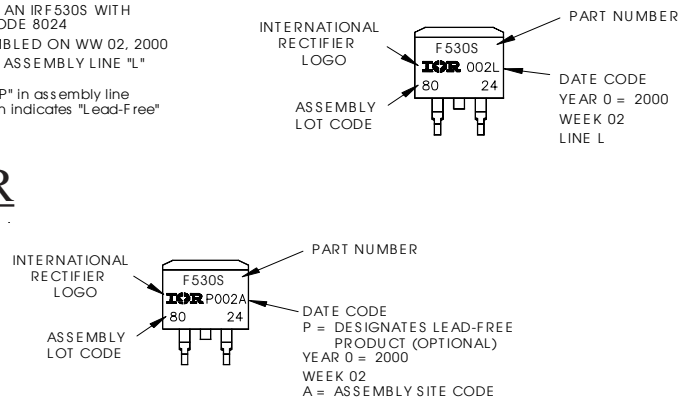 AN IRF530S WITH
ODE 8024
BLED ON WW 02, 2000
ASSEMBLY LINE "L"
P" in assembly line
n indicates "Lead-Free"
INTERNATIONAL
RECTIFIER
LOGO
ASSEMBLY
LOT CODE
F530S
IOR 002L
80 24
PART NUMBER
DATE CODE
YEAR 0 = 2000
WEEK 02
LINE L
R
INTERNATIONAL
RECTIFIER
LOGO
ASSEMBLY
LOT CODE
F530S
IOR P002A
80 24
PART NUMBER
DATE CODE
P = DESIGNATES LEAD-FREE
PRODUCT (OPTIONAL)
YEAR 0 = 2000
WEEK 02
A = ASSEMBLY SITE CODE